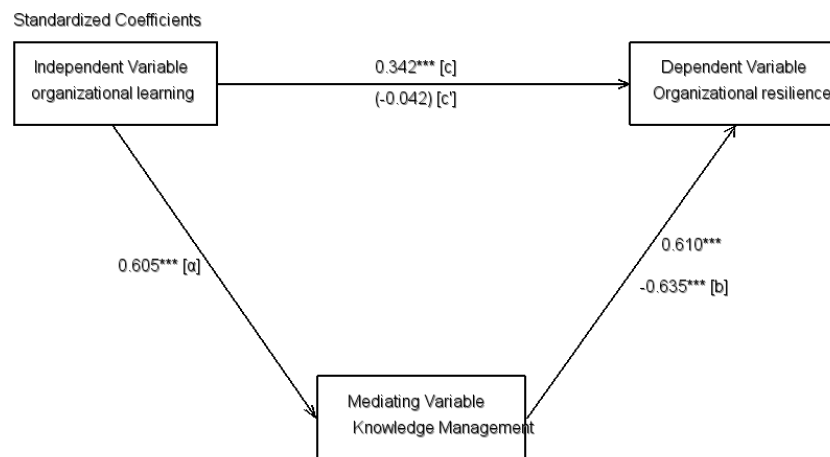 Standardized Coefficients
Independent Variable
organizational learning
0.342*** [c]
(-0.042) [c']
Dependent Variable
Organizational resilience
0.605*** [α]
0.610***
-0.635*** [b]
Mediating Variable
Knowledge Management